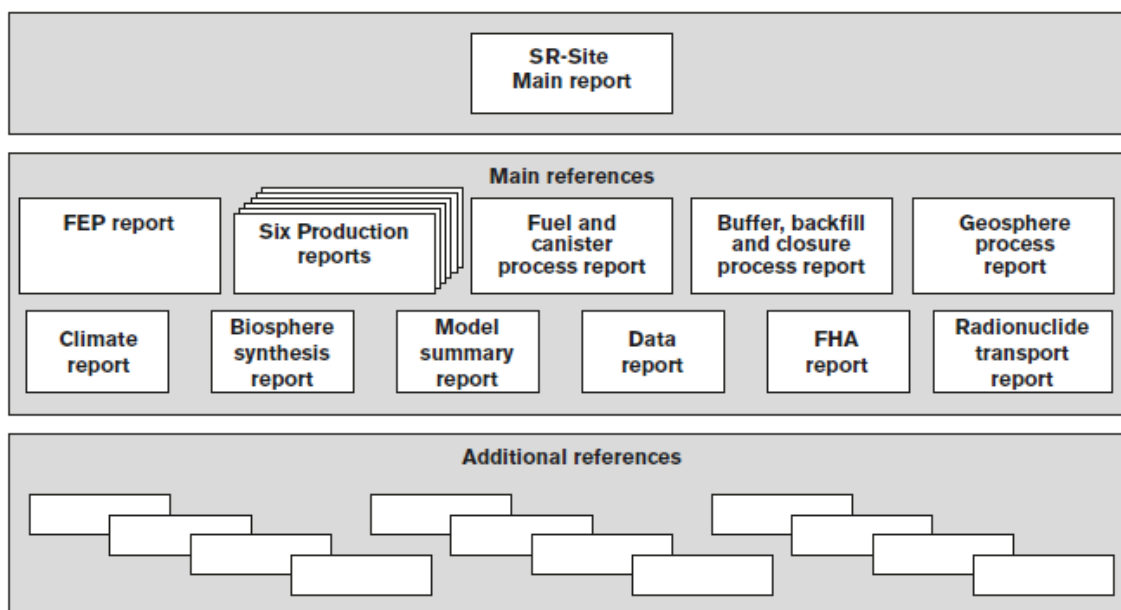 SR-Site
Main report
Main references
FEP report
Six Production
reports
Fuel and
canister
process report
Buffer, backfill
and closure
process report
Geosphere
process
report
Climate
report
Biosphere
synthesis
report
Model
summary
report
Data
report
FHA
report
Radionuclide
transport
report
Additional references